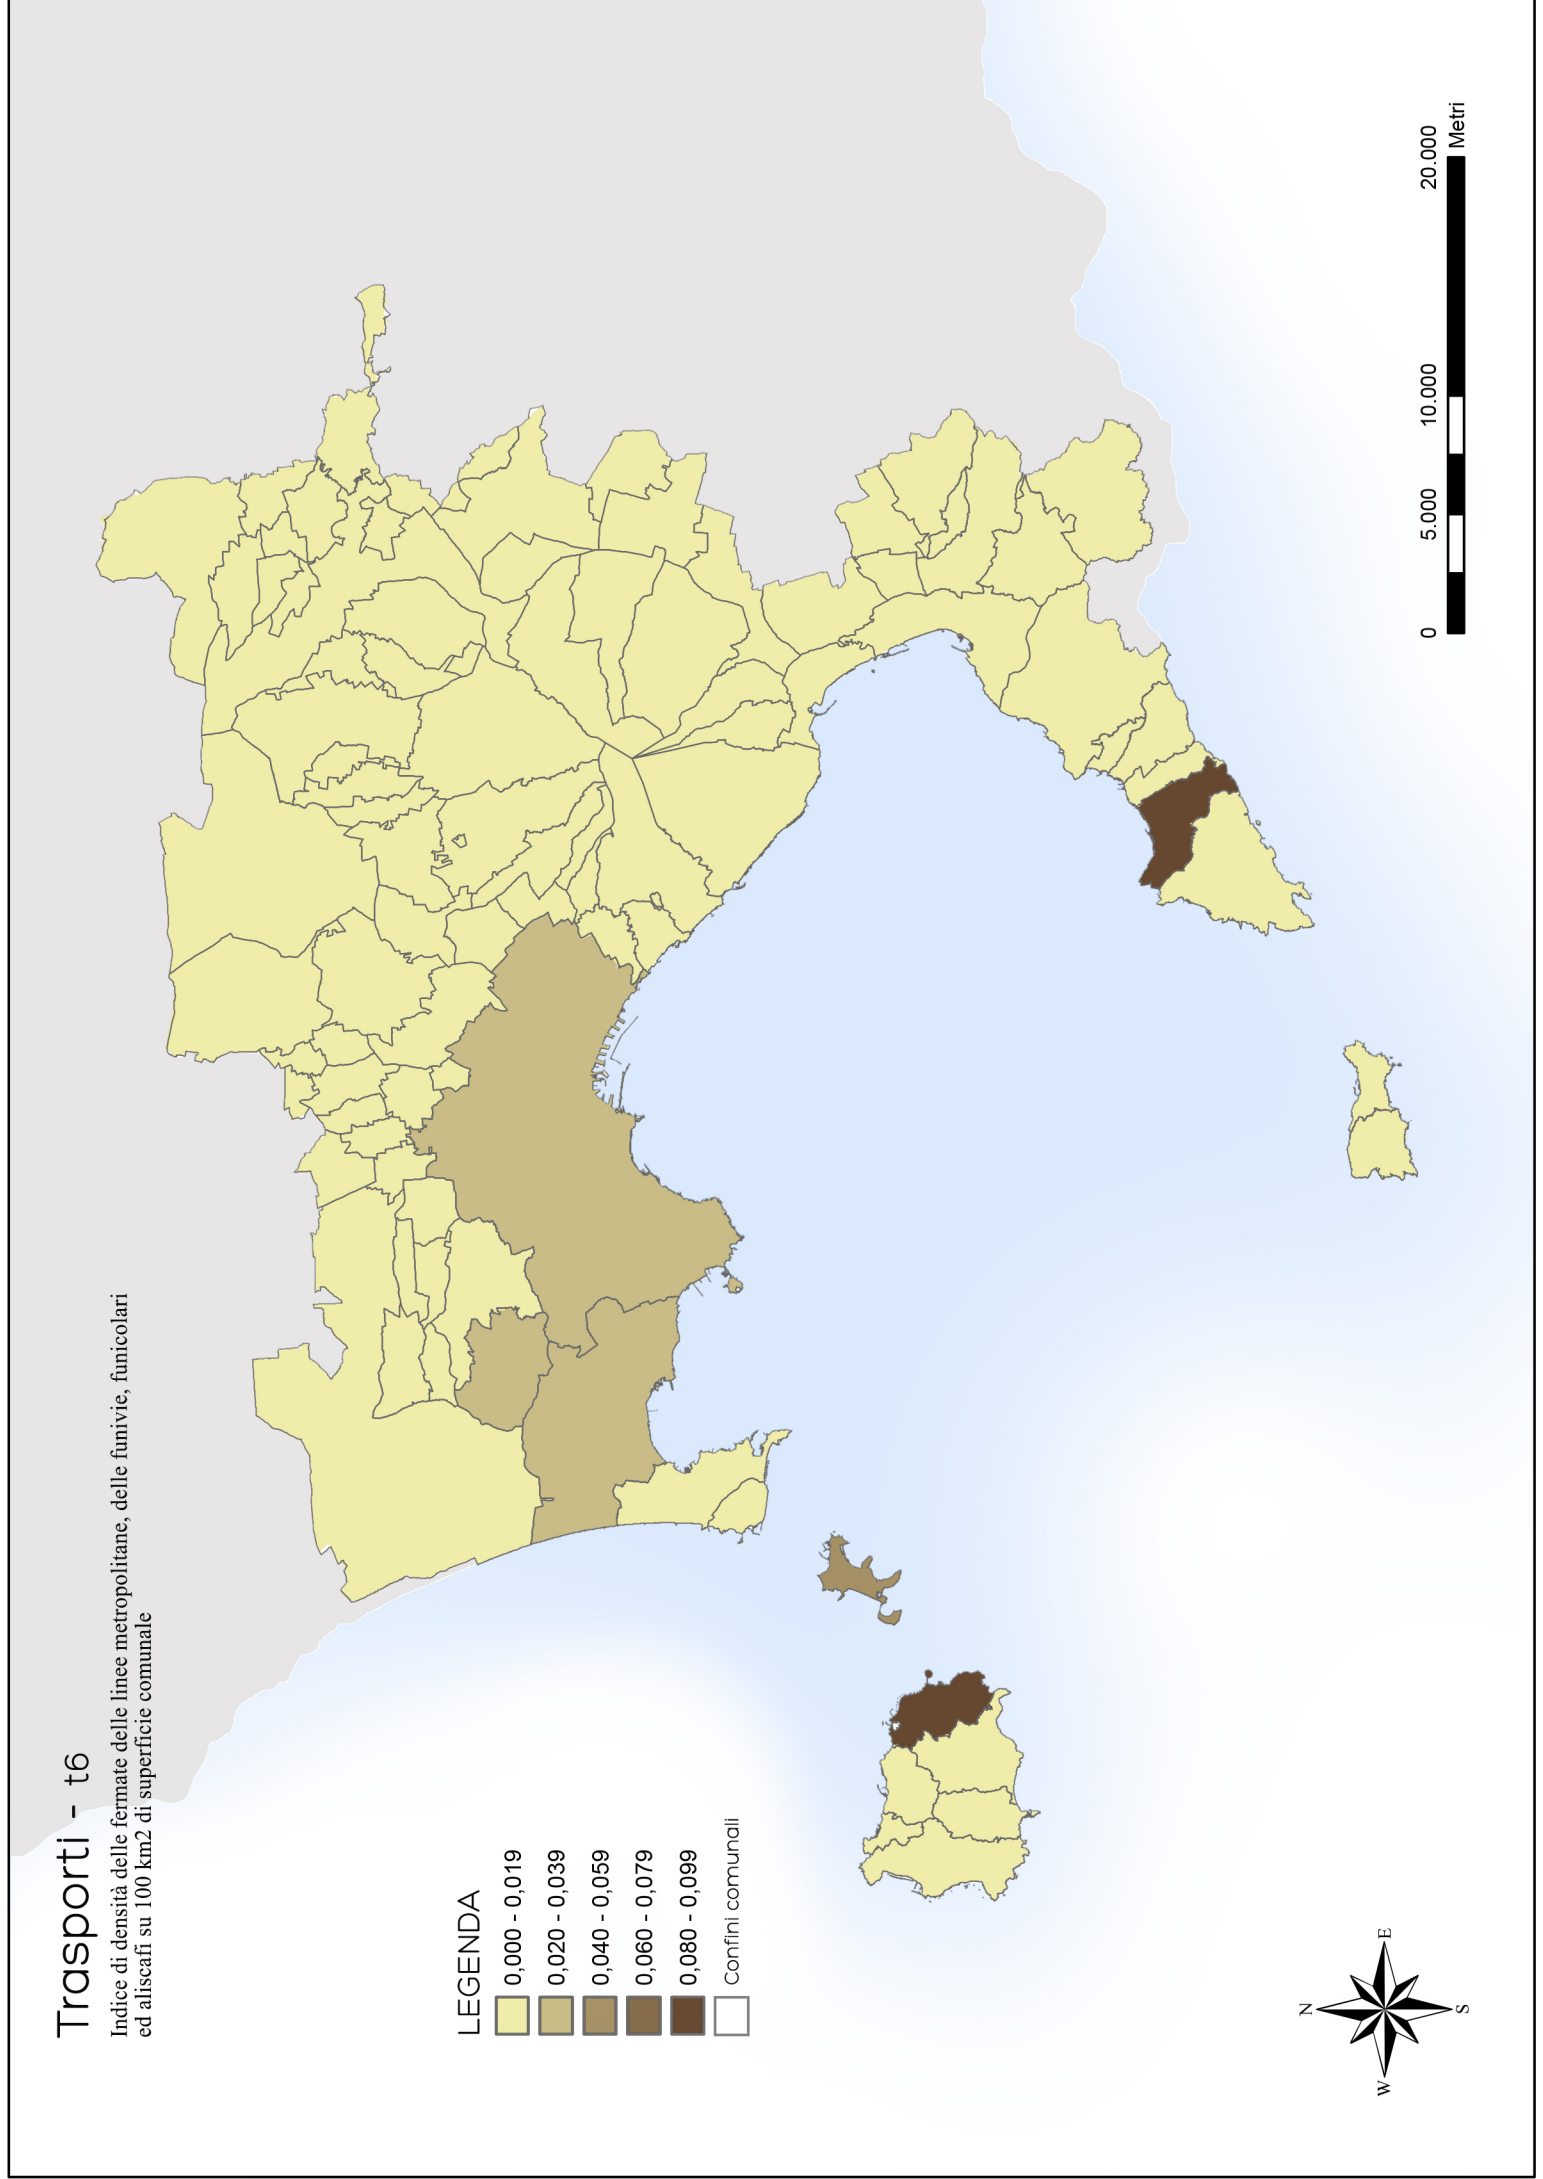 Trasporti - t6
Indice di densità delle fermate delle linee metropolitane, delle funivie, funicolari
ed aliscafi su 100 km2 di superficie comunale
LEGENDA
0,000 - 0,019
0,020 - 0,039
0,040 - 0,059
0,060 - 0,079
0,080 - 0,099
Confini comunali
N
W
E
S
0
5.000
10.000
20.000
Metri